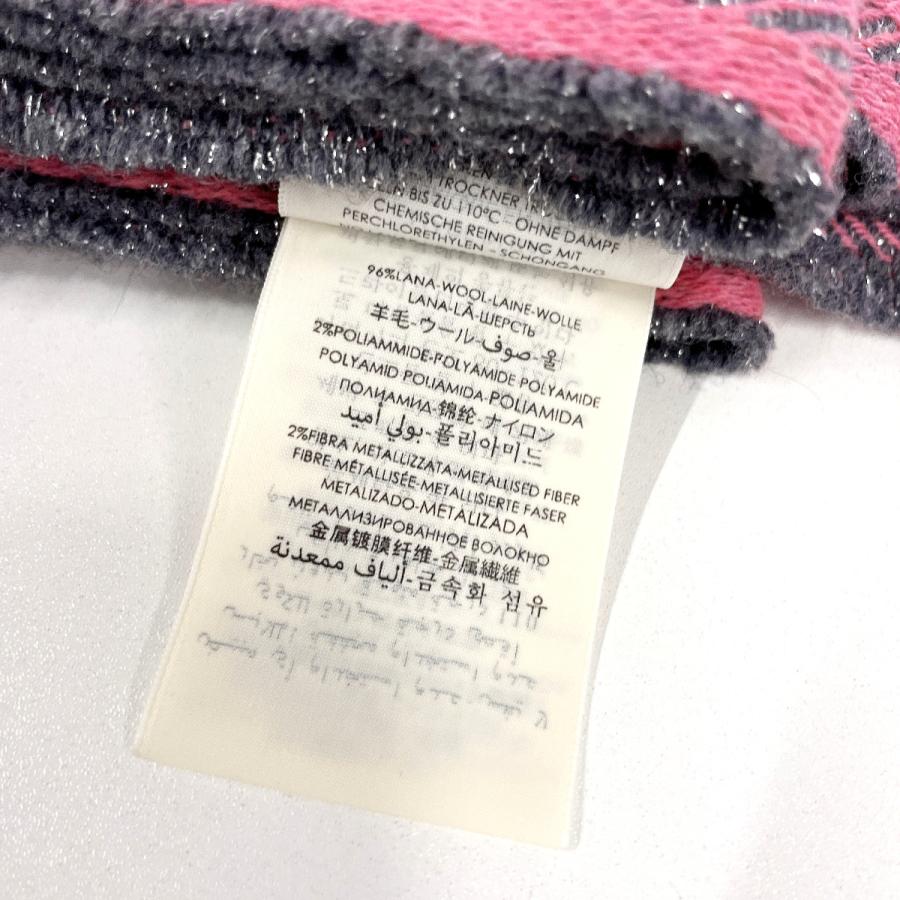 TROCKNER
BIS ZU 110°C - OHNE DAMPF
CHEMISCHE REINIGUNG MIT
PERCHLORETHYLEN - SCHONGANG
96%LANA-WOOL-LAINE-WOLLE
LANA-LÃ-ШЕРСТЬ
羊毛-ウール-صوف-울
2%POLIAMMIDE-POLYAMIDE POLYAMIDE
POLYAMID POLIAMIDA-POLIAMIDA
ПОЛИАМИД-锦纶-ナイロン
بولي أميد-폴리아미드
2%FIBRA METALLIZZATA-METALLISED FIBER
FIBRE MÉTALLISÉE-METALLISIERTE FASER
METALIZADO-METALIZADA
МЕТАЛЛИЗИРОВАННОЕ ВОЛОКНО
金属镀膜纤维-金属繊維
ألياف ممعدنة-금속화 섬유